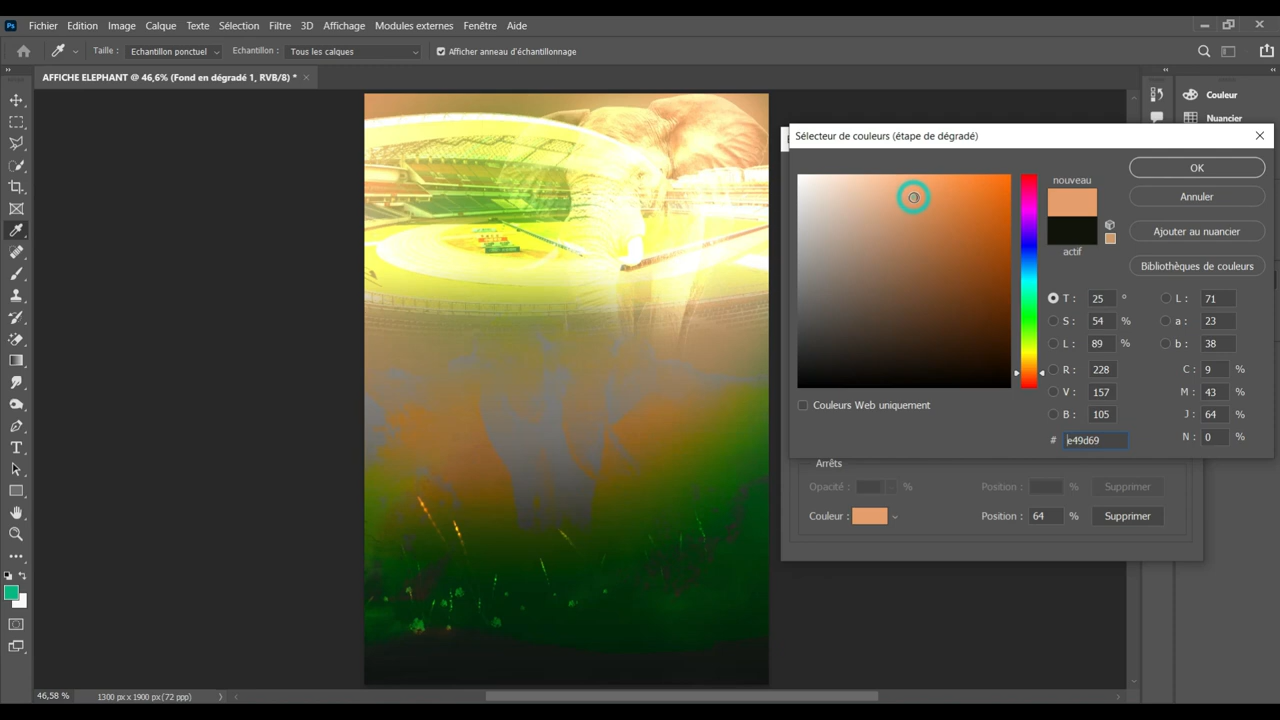 Ps Fichier Edition Image Calque Texte Sélection Filtre 3D Affichage Modules externes Fenêtre Aide
Taille : Echantillon ponctuel Echantillon : Tous les calques Afficher anneau d'échantillonnage
AFFICHE ELEPHANT @ 46,6% (Fond en dégradé 1, RVB/8) *
Couleur
Nuancier
Sélecteur de couleurs (étape de dégradé)
nouveau
actif
OK
Annuler
Ajouter au nuancier
Bibliothèques de couleurs
T : 25 ° L : 71
S : 54 % a : 23
L : 89 % b : 38
R : 228 C : 9 %
V : 157 M : 43 %
B : 105 J : 64 %
# e49d69 N : 0 %
Couleurs Web uniquement
Arrêts
Opacité : % Position : % Supprimer
Couleur : Position : 64 % Supprimer
46,58 % 1300 px x 1900 px (72 ppp)